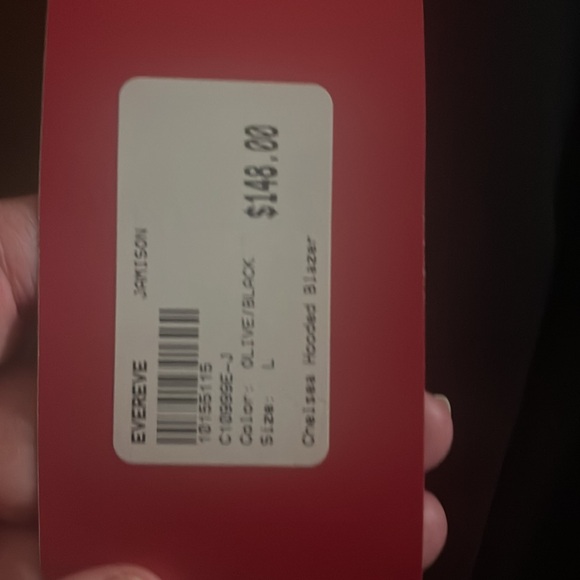 EVEREVE JAMISON
10155115
C10999E-J
Color: OLIVE/BLACK
Size: L $148.00
Chelsea Hooded Blazer